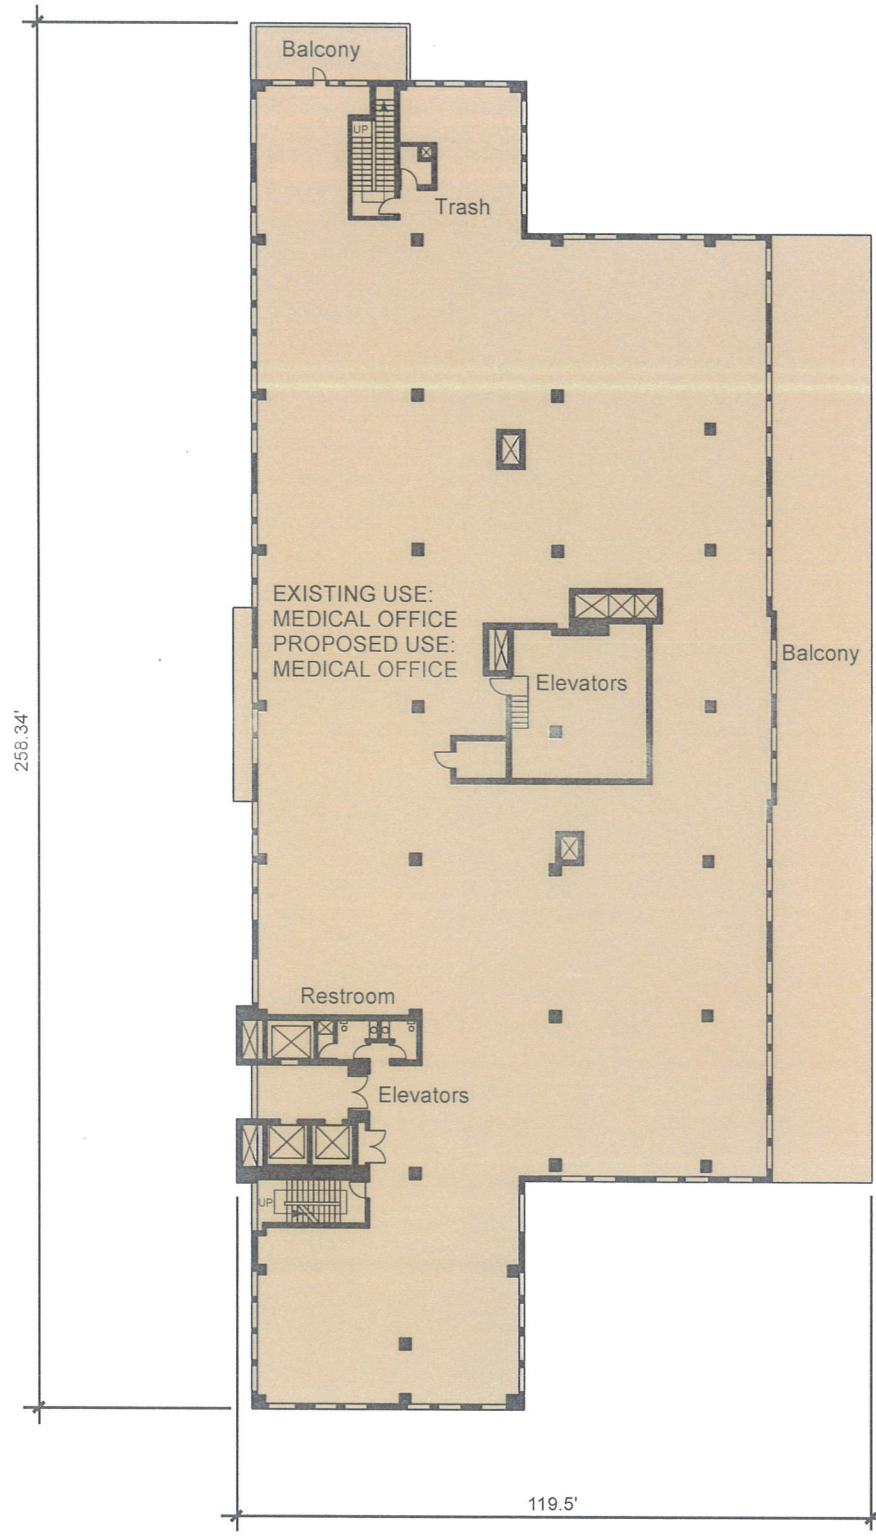 Balcony
UP
Trash
EXISTING USE:
MEDICAL OFFICE
PROPOSED USE:
MEDICAL OFFICE
Balcony
Elevators
258.34'
Restroom
Elevators
UP
119.5'